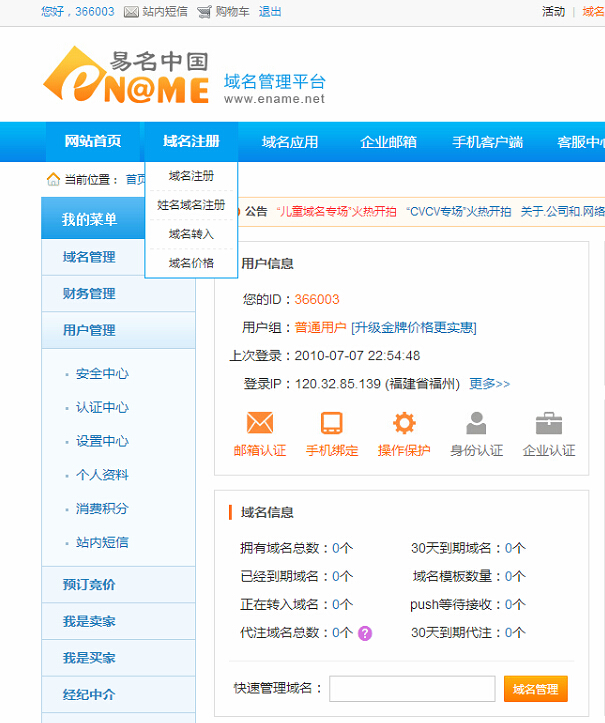 您好，366003 站内短信 购物车 退出 活动 | 域名
易名中国
eN@ME
域名管理平台
www.ename.net
网站首页 域名注册 域名应用 企业邮箱 手机客户端 客服中心
域名注册
姓名域名注册
域名转入
域名价格
当前位置： 首页
公告 “儿童域名专场”火热开拍 “CVCV专场”火热开拍 关于.公司和.网络
我的菜单
域名管理
财务管理
用户管理
安全中心
认证中心
设置中心
个人资料
消费积分
站内短信
预订竞价
我是卖家
我是买家
经纪中介
用户信息
您的ID：366003
用户组：普通用户 [升级金牌价格更实惠]
上次登录：2010-07-07 22:54:48
登录IP：120.32.85.139 (福建省福州) 更多>>
邮箱认证 手机绑定 操作保护 身份认证 企业认证
域名信息
拥有域名总数：0个 30天到期域名：0个
已经到期域名：0个 域名模板数量：0个
正在转入域名：0个 push等待接收：0个
代注域名总数：0个 ? 30天到期代注：0个
快速管理域名： 域名管理